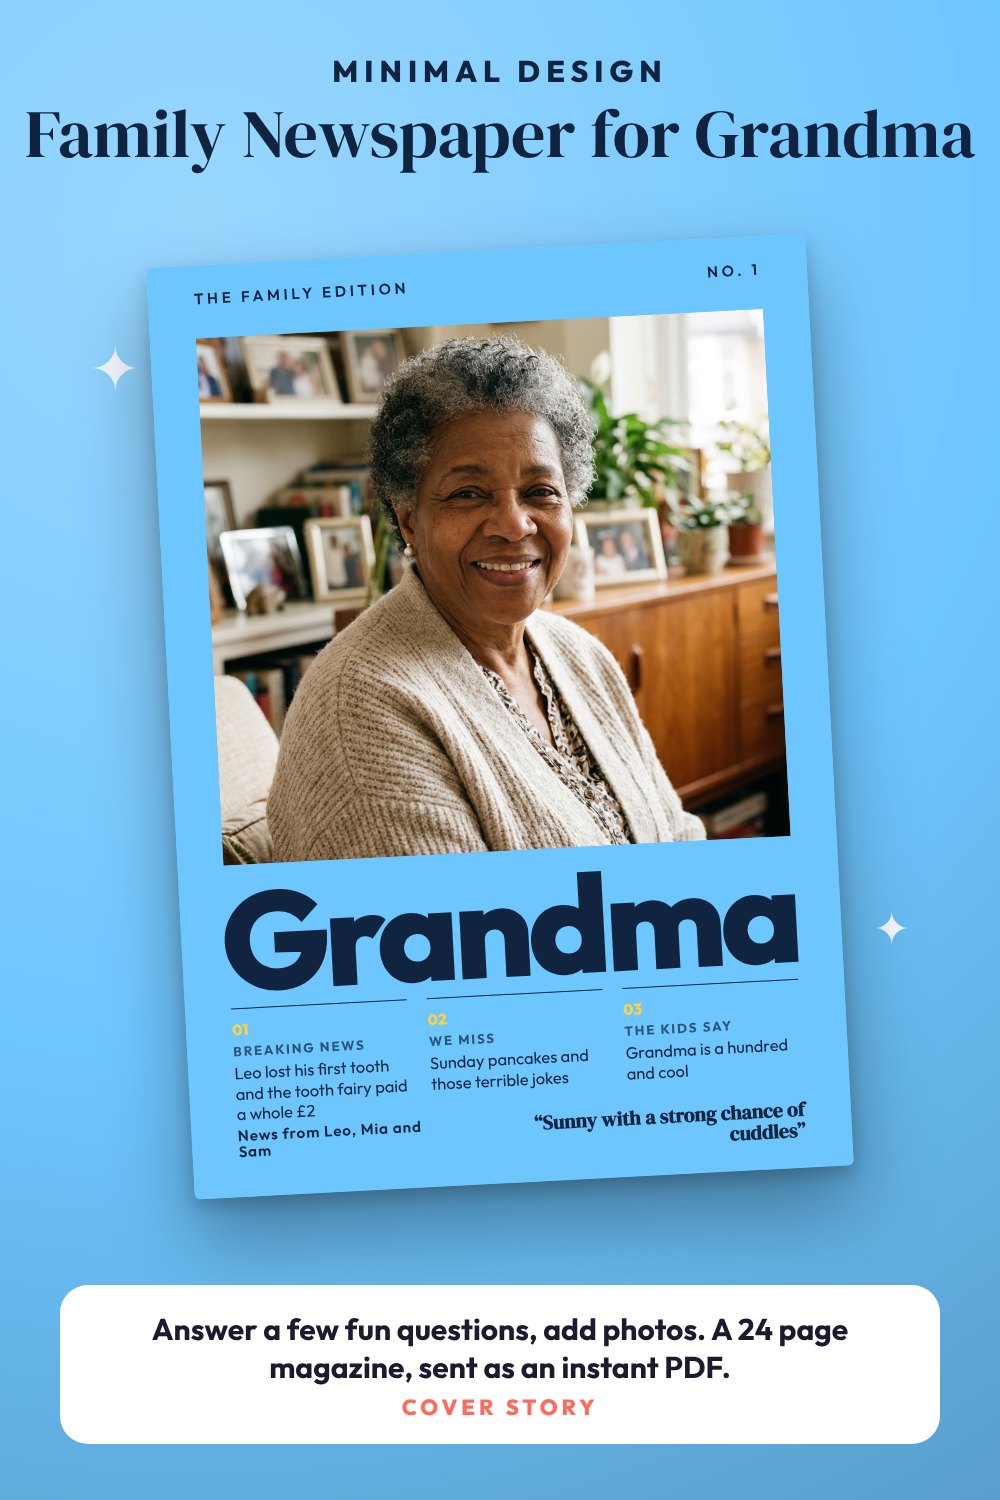 MINIMAL DESIGN
Family Newspaper for Grandma
THE FAMILY EDITION
NO. 1
Grandma
01
BREAKING NEWS
Leo lost his first tooth
and the tooth fairy paid
a whole £2
02
WE MISS
Sunday pancakes and
those terrible jokes
03
THE KIDS SAY
Grandma is a hundred
and cool
News from Leo, Mia and
Sam
“Sunny with a strong chance of
cuddles”
Answer a few fun questions, add photos. A 24 page
magazine, sent as an instant PDF.
COVER STORY